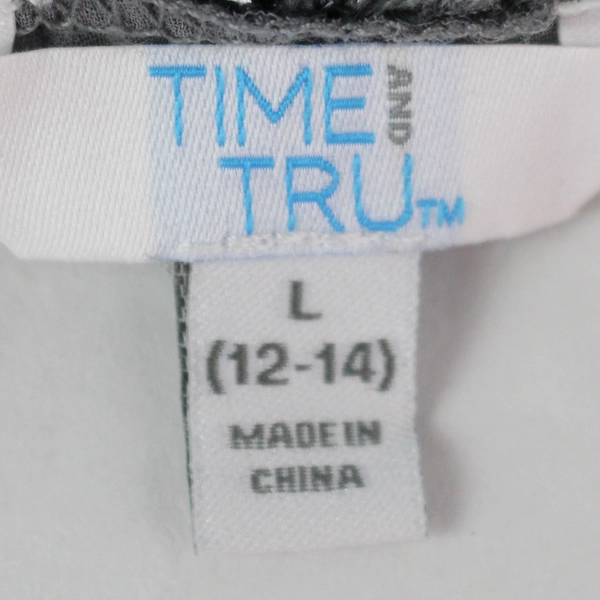 TIME AND
TRU™
L
(12-14)
MADE IN
CHINA